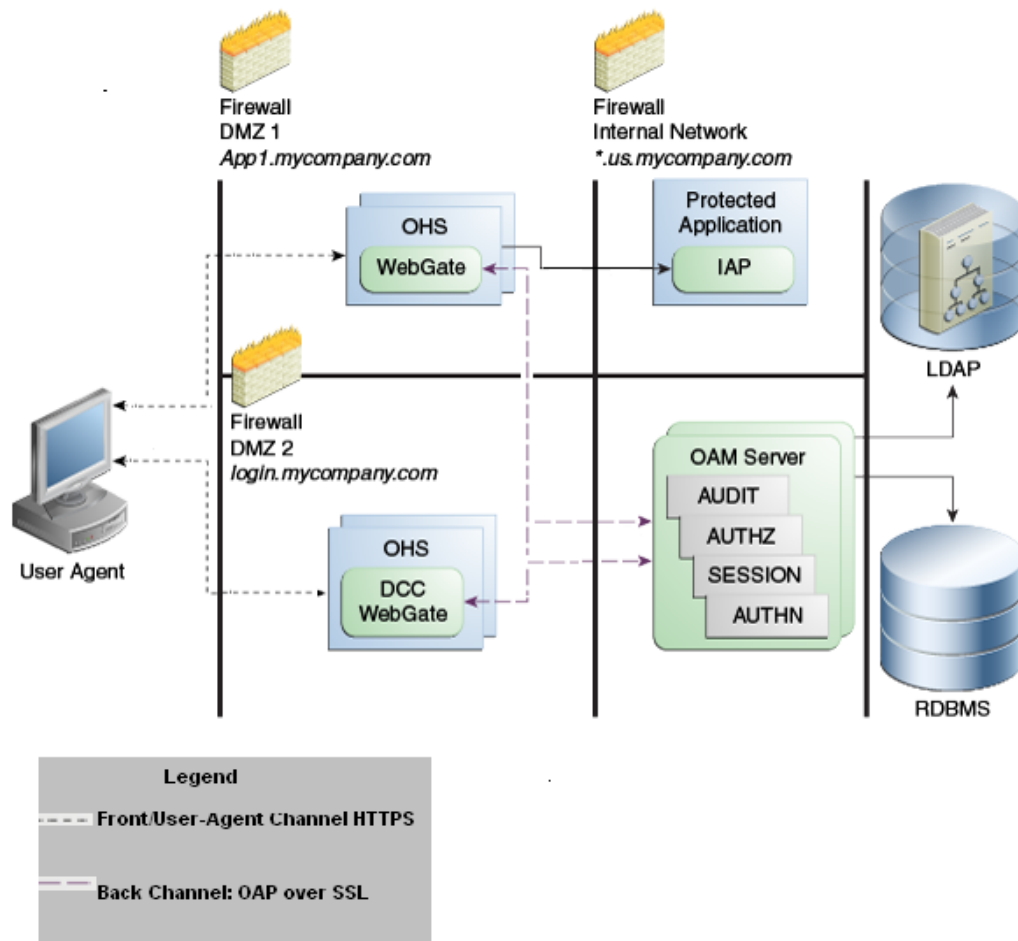 Firewall
DMZ 1
App1.mycompany.com
Firewall
Internal Network
*.us.mycompany.com
OHS
WebGate
Protected
Application
IAP
LDAP
Firewall
DMZ 2
login.mycompany.com
User Agent
OHS
DCC
WebGate
OAM Server
AUDIT
AUTHZ
SESSION
AUTHN
RDBMS
Legend
Front/User-Agent Channel HTTPS
Back Channel: OAP over SSL